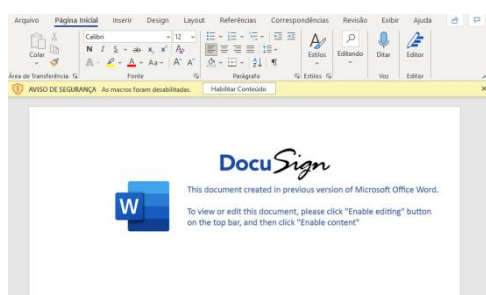 Arquivo Página Inicial Inserir Design Layout Referências Correspondências Revisão Exibir Ajuda
Calibri 12
Colar
N I S ab x, x² A
A A Aa A^ A˅
Estilos Editando Ditar Editor
Área de Transferência Fonte Parágrafo Estilos Voz Editor
AVISO DE SEGURANÇA As macros foram desabilitadas. Habilitar Conteúdo
DocuSign
This document created in previous version of Microsoft Office Word.
W
To view or edit this document, please click "Enable editing" button
on the top bar, and then click "Enable content"